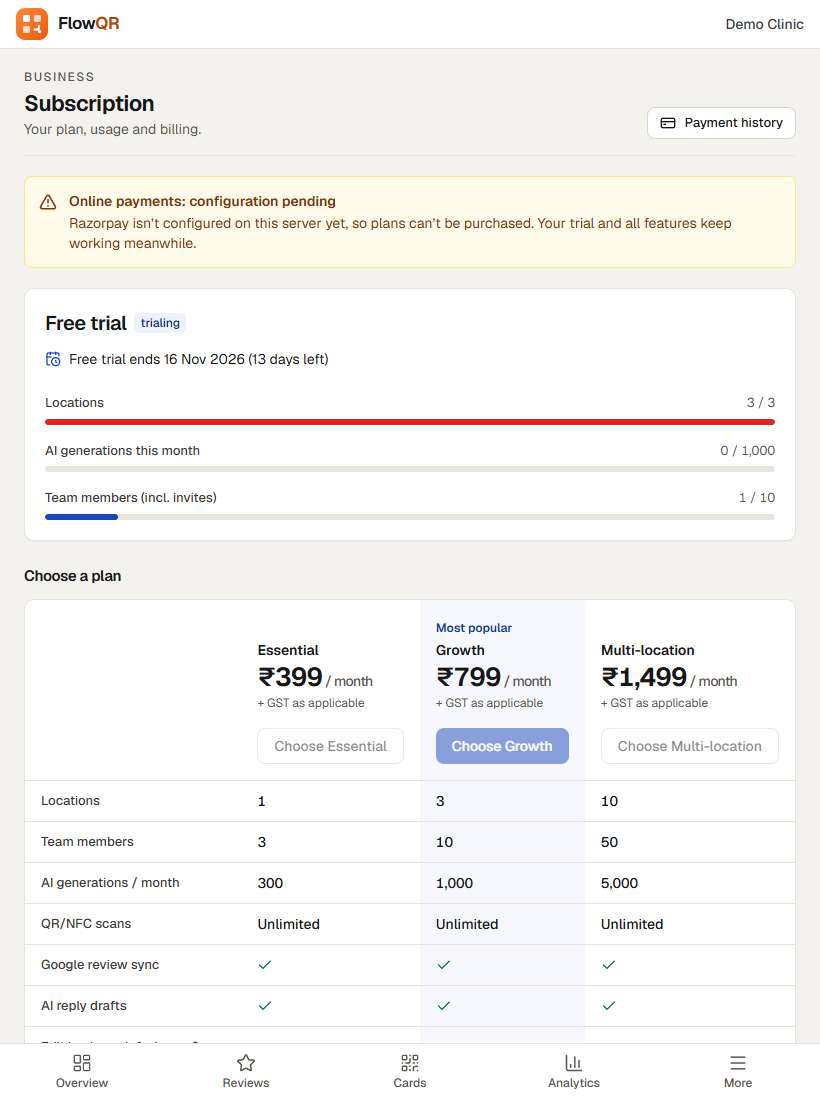 FlowQR
Demo Clinic
BUSINESS
Subscription
Your plan, usage and billing.
Payment history
Online payments: configuration pending
Razorpay isn't configured on this server yet, so plans can't be purchased. Your trial and all features keep
working meanwhile.
Free trial trialing
Free trial ends 16 Nov 2026 (13 days left)
Locations 3 / 3
AI generations this month 0 / 1,000
Team members (incl. invites) 1 / 10
Choose a plan
Most popular
Essential Growth Multi-location
₹399 / month ₹799 / month ₹1,499 / month
+ GST as applicable + GST as applicable + GST as applicable
Choose Essential Choose Growth Choose Multi-location
Locations 1 3 10
Team members 3 10 50
AI generations / month 300 1,000 5,000
QR/NFC scans Unlimited Unlimited Unlimited
Google review sync
AI reply drafts
Overview Reviews Cards Analytics More